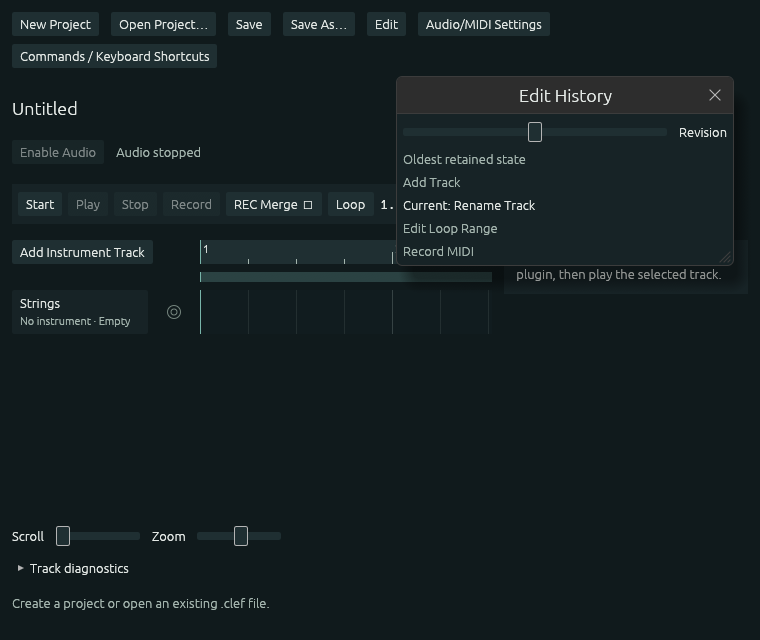 New Project Open Project... Save Save As... Edit Audio/MIDI Settings
Commands / Keyboard Shortcuts
Untitled
Edit History
Revision
Enable Audio Audio stopped
Oldest retained state
Add Track
Current: Rename Track
Edit Loop Range
Record MIDI
Start Play Stop Record REC Merge Loop 1.
Add Instrument Track 1
plugin, then play the selected track.
Strings
No instrument · Empty
Scroll Zoom
Track diagnostics
Create a project or open an existing .clef file.